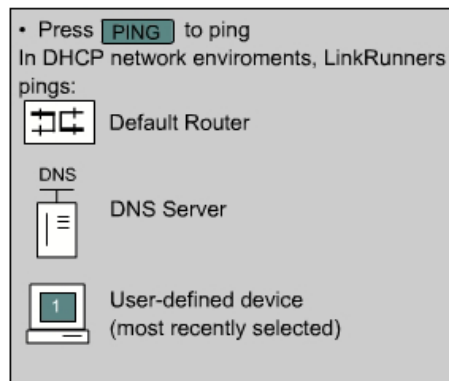 • Press PING to ping
In DHCP network enviroments, LinkRunners
pings:
Default Router
DNS
DNS Server
1
User-defined device
(most recently selected)